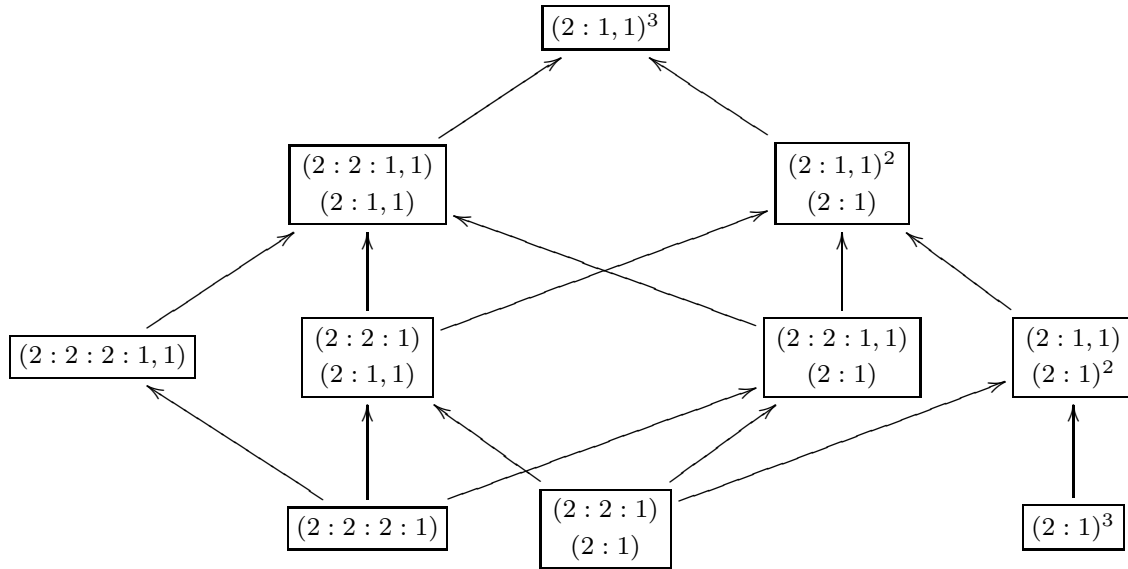 (2 : 1, 1)³
(2 : 2 : 1, 1)
(2 : 1, 1)
(2 : 1, 1)²
(2 : 1)
(2 : 2 : 2 : 1, 1)
(2 : 2 : 1)
(2 : 1, 1)
(2 : 2 : 1, 1)
(2 : 1)
(2 : 1, 1)
(2 : 1)²
(2 : 2 : 2 : 1)
(2 : 2 : 1)
(2 : 1)
(2 : 1)³